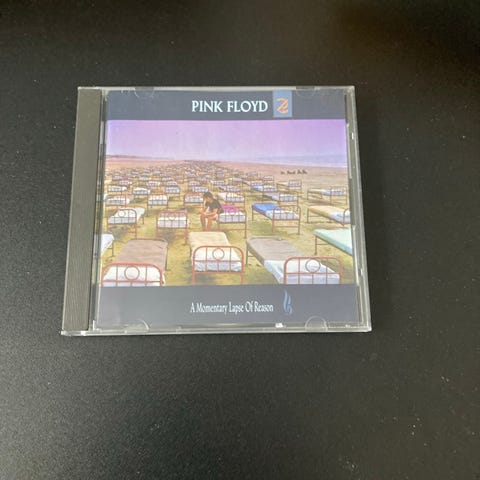 PINK FLOYD
A Momentary Lapse Of Reason